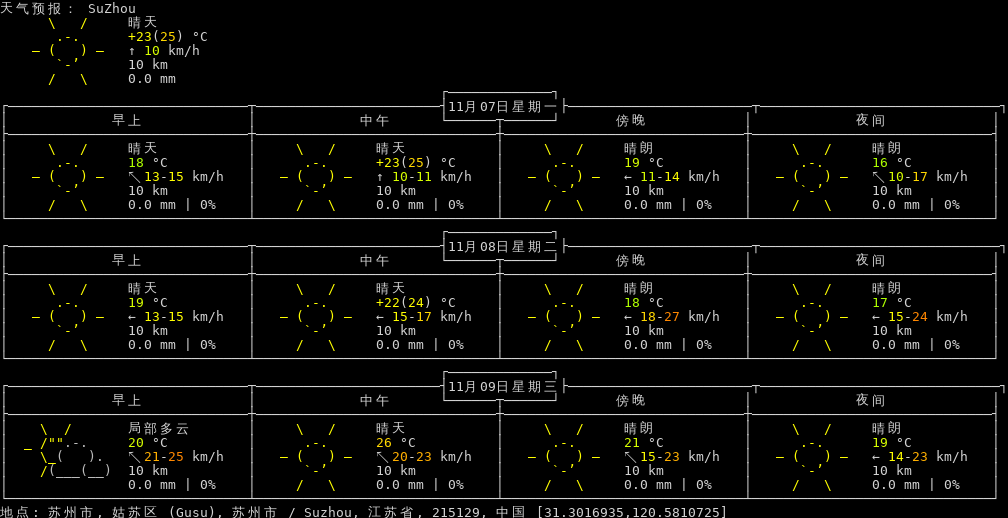 天气预报： SuZhou
晴天
+23(25) °C
↑ 10 km/h
10 km
0.0 mm
11月07日星期一
早上 中午 傍晚 夜间
晴天 晴天 晴朗 晴朗
18 °C +23(25) °C 19 °C 16 °C
↖13-15 km/h ↑ 10-11 km/h ← 11-14 km/h ↖10-17 km/h
10 km 10 km 10 km 10 km
0.0 mm | 0% 0.0 mm | 0% 0.0 mm | 0% 0.0 mm | 0%
11月08日星期二
早上 中午 傍晚 夜间
晴天 晴天 晴朗 晴朗
19 °C +22(24) °C 18 °C 17 °C
← 13-15 km/h ← 15-17 km/h ← 18-27 km/h ← 15-24 km/h
10 km 10 km 10 km 10 km
0.0 mm | 0% 0.0 mm | 0% 0.0 mm | 0% 0.0 mm | 0%
11月09日星期三
早上 中午 傍晚 夜间
局部多云 晴天 晴朗 晴朗
20 °C 26 °C 21 °C 19 °C
↖21-25 km/h ↖20-23 km/h ↖15-23 km/h ← 14-23 km/h
10 km 10 km 10 km 10 km
0.0 mm | 0% 0.0 mm | 0% 0.0 mm | 0% 0.0 mm | 0%
地点: 苏州市, 姑苏区 (Gusu), 苏州市 / Suzhou, 江苏省, 215129, 中国 [31.3016935,120.5810725]